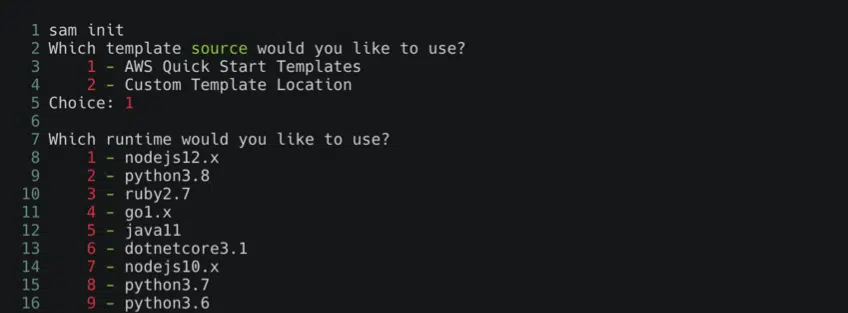 1 sam init
2 Which template source would you like to use?
3     1 - AWS Quick Start Templates
4     2 - Custom Template Location
5 Choice: 1
6
7 Which runtime would you like to use?
8     1 - nodejs12.x
9     2 - python3.8
10     3 - ruby2.7
11     4 - go1.x
12     5 - java11
13     6 - dotnetcore3.1
14     7 - nodejs10.x
15     8 - python3.7
16     9 - python3.6